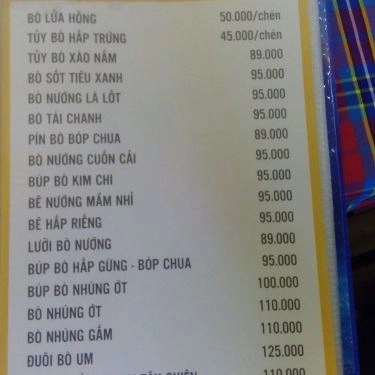 BÒ LỬA HỒNG 50.000/chén
TỦY BÒ HẤP TRỨNG 45.000/chén
TỦY BÒ XÀO NẤM 89.000
BÒ SỐT TIÊU XANH 95.000
BÒ NƯỚNG LÁ LỐT 95.000
BÒ TÁI CHANH 95.000
PÍN BÒ BÓP CHUA 89.000
BÒ NƯỚNG CUỐN CẢI 95.000
BÚP BÒ KIM CHI 95.000
BÊ NƯỚNG MẮM NHỈ 95.000
BÊ HẤP RIỀNG 95.000
LƯỠI BÒ NƯỚNG 89.000
BÚP BÒ HẤP GỪNG - BÓP CHUA 95.000
BÚP BÒ NHÚNG ỚT 100.000
BÒ NHÚNG ỚT 110.000
BÒ NHÚNG GẤM 110.000
ĐUÔI BÒ UM 125.000
110.000